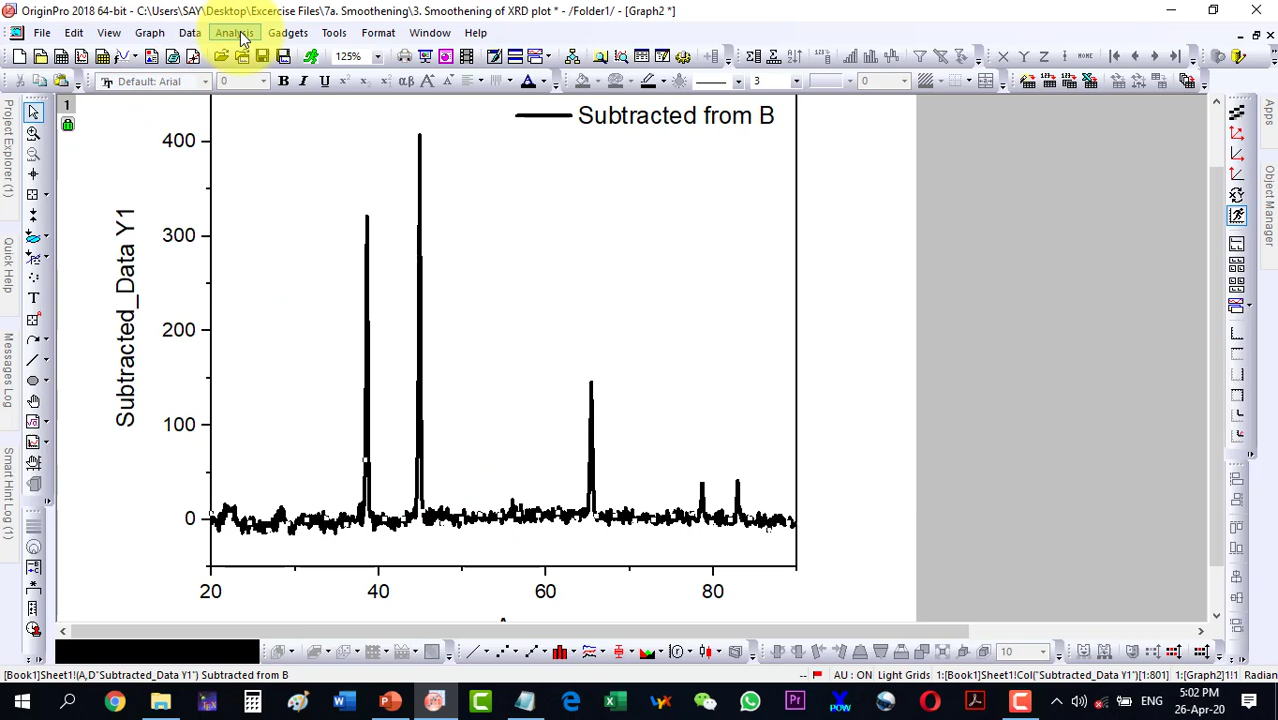 OriginPro 2018 64-bit - C:\Users\SAY\Desktop\Excercise Files\7a. Smoothening\3. Smoothening of XRD plot * - /Folder1/ - [Graph2 *]
File Edit View Graph Data Analysis Gadgets Tools Format Window Help
125%
Default: Arial 0 B I U 3 0
1
Project Explorer (1)
Quick Help
Messages Log
Smart Hint Log (1)
Apps
Object Manager
Subtracted from B
Subtracted_Data Y1
400
300
200
100
0
20 40 60 80
10
[Book1]Sheet1!(A,D"Subtracted Y1") Subtracted from B
AU : ON Light Grids 1:[Book1]Sheet1!Col("Subtracted_Data Y1")[1:801] 1:[Graph2]1!1 Radian
ENG
5:02 PM
26-Apr-20